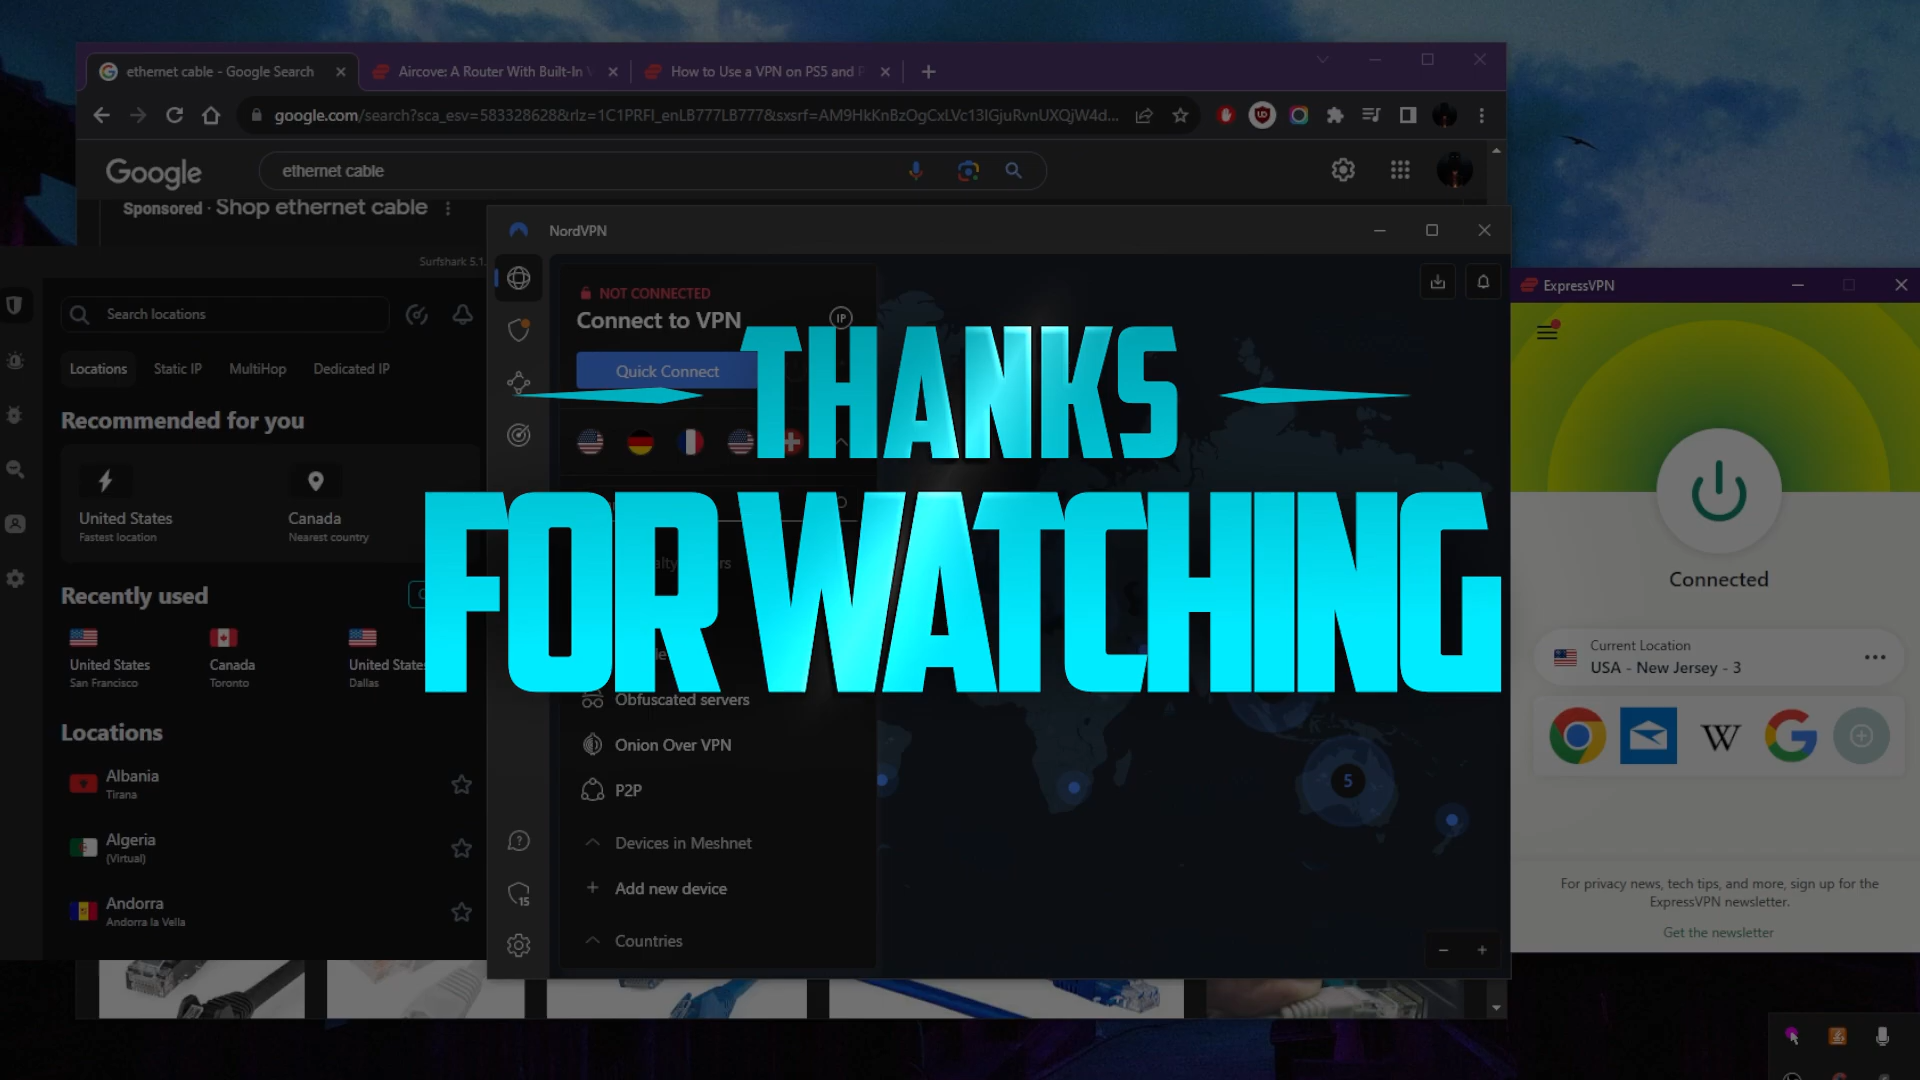 ethernet cable - Google Search
Aircove: A Router With Built-In V
How to Use a VPN on PS5 and P
google.com/search?sca_esv=583328628&rlz=1C1PRFI_enLB777LB777&sxsrf=AM9HkKnBzOgCxLVc13IGjuRvnUXQjW4d...
Google
ethernet cable
Sponsored · Shop ethernet cable
Surfshark 5.1.
Search locations
Locations
Static IP
MultiHop
Dedicated IP
Recommended for you
United States
Fastest location
Canada
Nearest country
Recently used
United States
San Francisco
Canada
Toronto
United States
Dallas
Locations
Albania
Tirana
Algeria
(Virtual)
Andorra
Andorra la Vella
NordVPN
NOT CONNECTED
Connect to VPN
IP
Quick Connect
THANKS
FOR WATCHING
Obfuscated servers
Onion Over VPN
P2P
Devices in Meshnet
Add new device
Countries
15
5
ExpressVPN
Connected
Current Location
USA - New Jersey - 3
W
For privacy news, tech tips, and more, sign up for the
ExpressVPN newsletter.
Get the newsletter